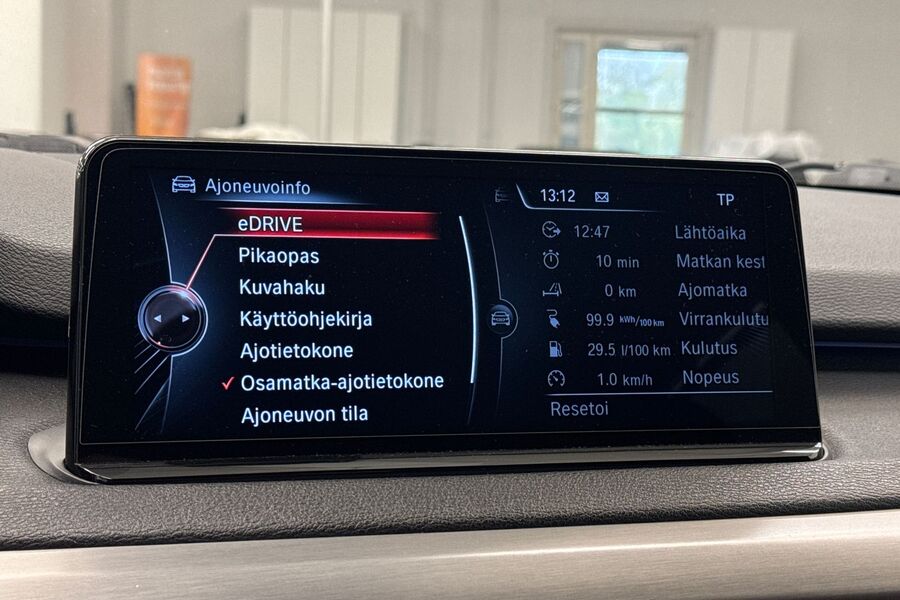 Ajoneuvoinfo
eDRIVE
Pikaopas
Kuvahaku
Käyttöohjekirja
Ajotietokone
Osamatka-ajotietokone
Ajoneuvon tila
13:12 TP
12:47 Lähtöaika
10 min Matkan kest
0 km Ajomatka
99.9 kWh/100 km Virrankulutu
29.5 l/100 km Kulutus
1.0 km/h Nopeus
Resetoi